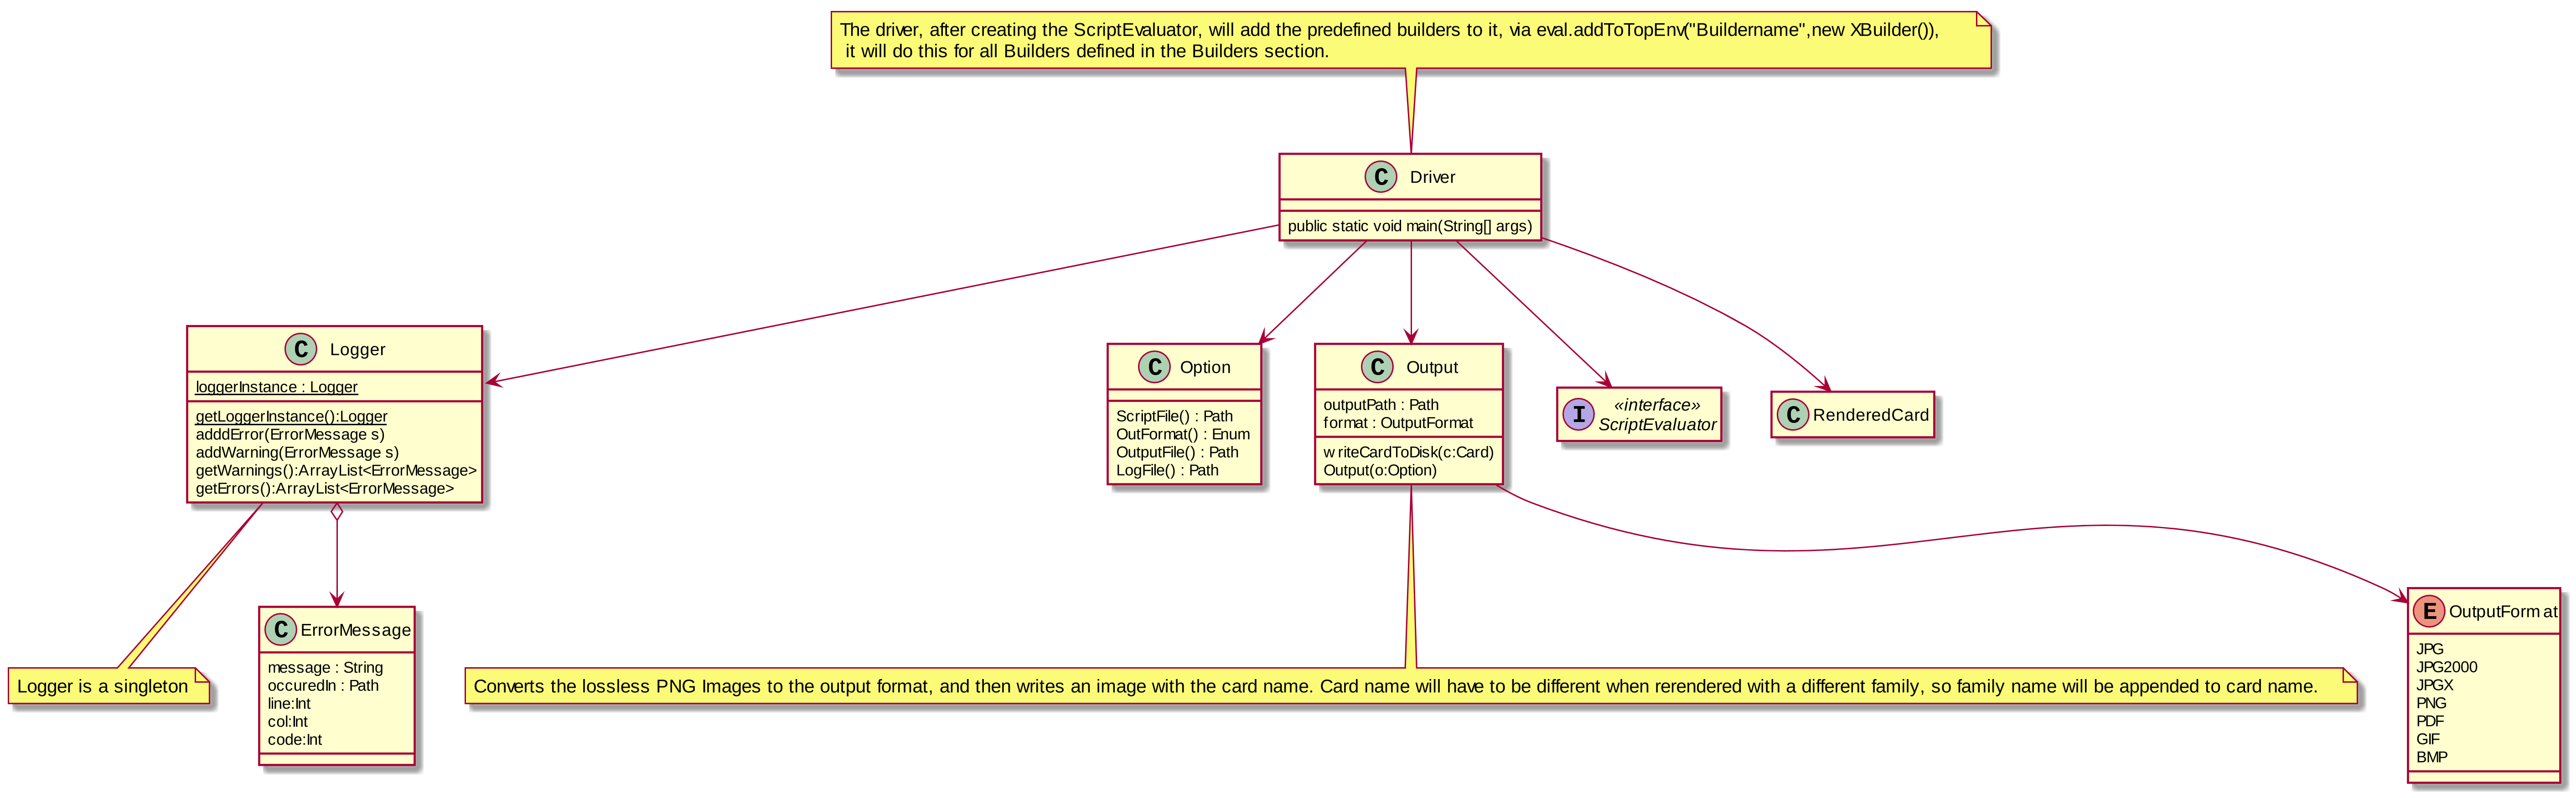 The driver, after creating the ScriptEvaluator, will add the predefined builders to it, via eval.addToTopEnv("Buildername",new XBuilder()),
it will do this for all Builders defined in the Builders section.
C Driver
public static void main(String[] args)
C Logger
loggerInstance : Logger
getLoggerInstance():Logger
adddError(ErrorMessage s)
addWarning(ErrorMessage s)
getWarnings():ArrayList<ErrorMessage>
getErrors():ArrayList<ErrorMessage>
C Option
ScriptFile() : Path
OutFormat() : Enum
OutputFile() : Path
LogFile() : Path
C Output
outputPath : Path
format : OutputFormat
writeCardToDisk(c:Card)
Output(o:Option)
I «interface»
ScriptEvaluator
C RenderedCard
Logger is a singleton
C ErrorMessage
message : String
occuredIn : Path
line:Int
col:Int
code:Int
Converts the lossless PNG Images to the output format, and then writes an image with the card name. Card name will have to be different when rerendered with a different family, so family name will be appended to card name.
E OutputFormat
JPG
JPG2000
JPGX
PNG
PDF
GIF
BMP